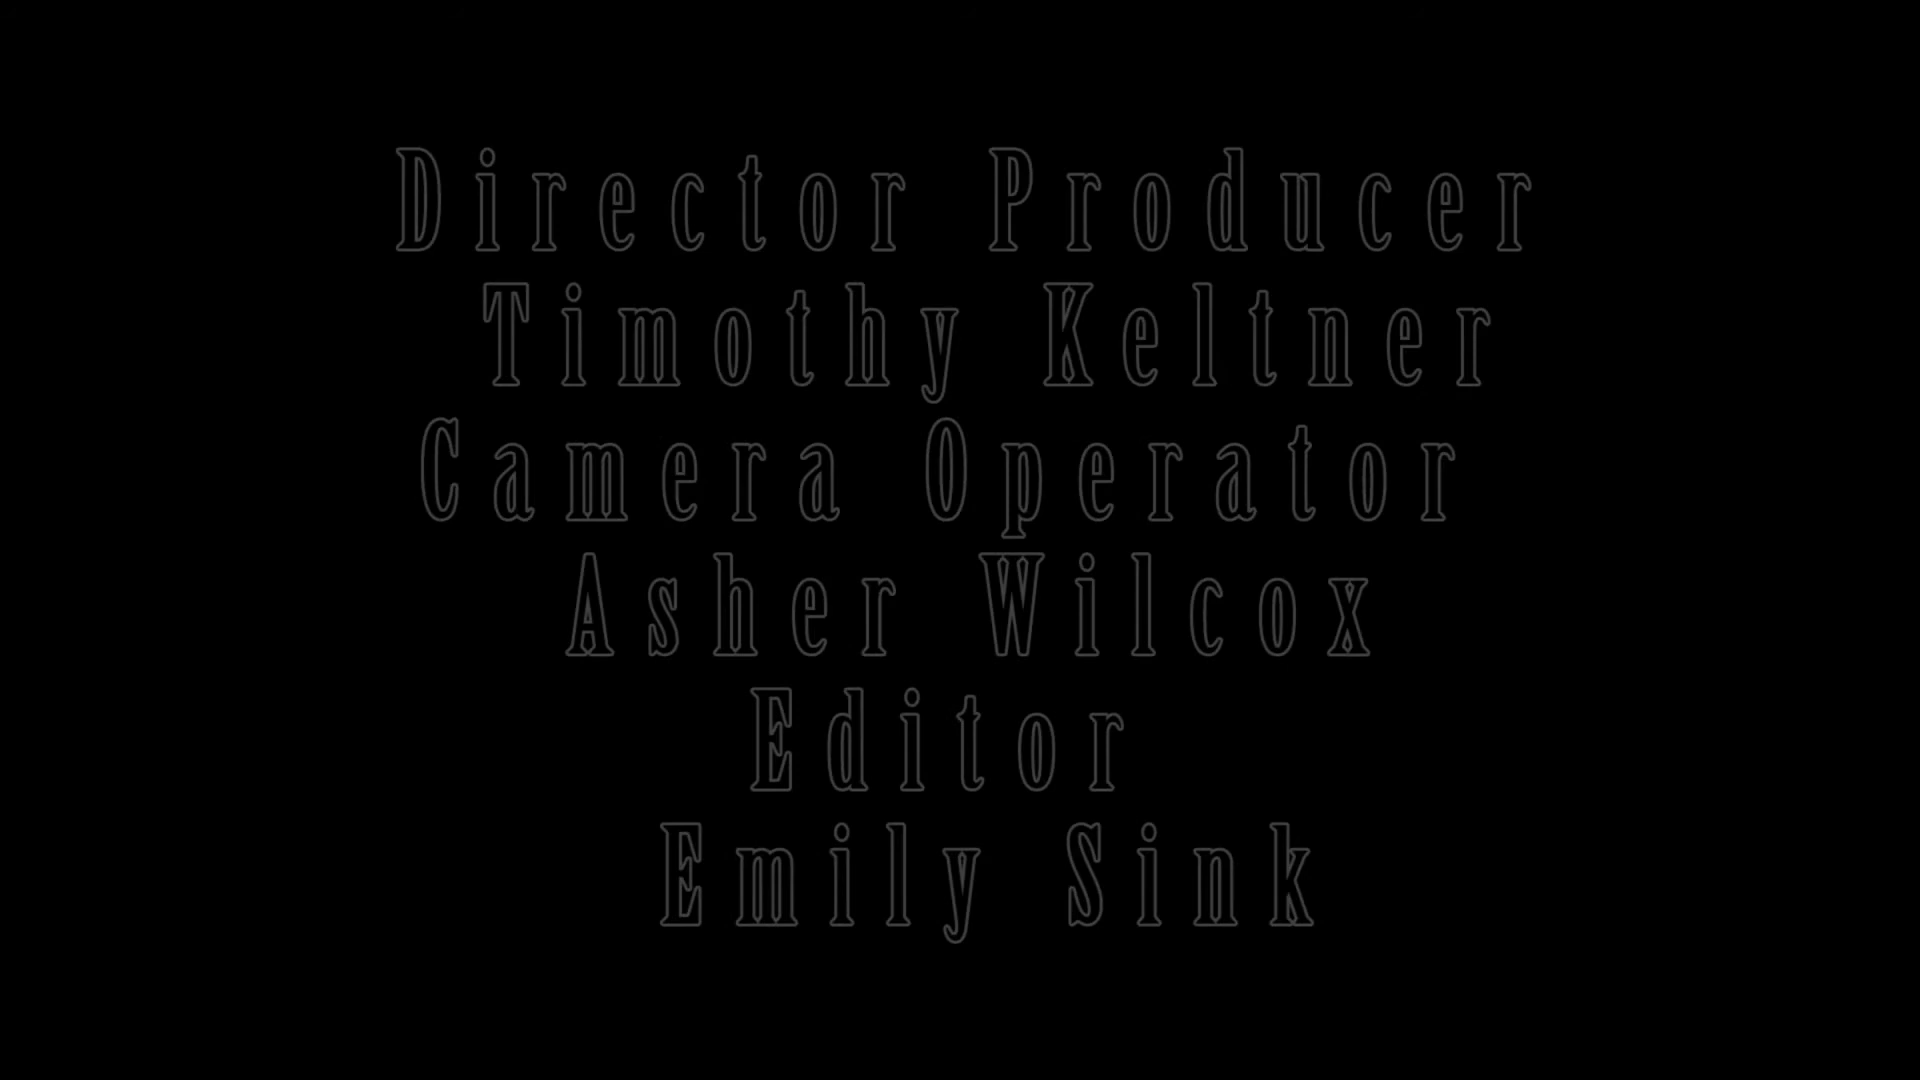 Director Producer
Timothy Keltner
Camera Operator
Asher Wilcox
Editor
Emily Sink